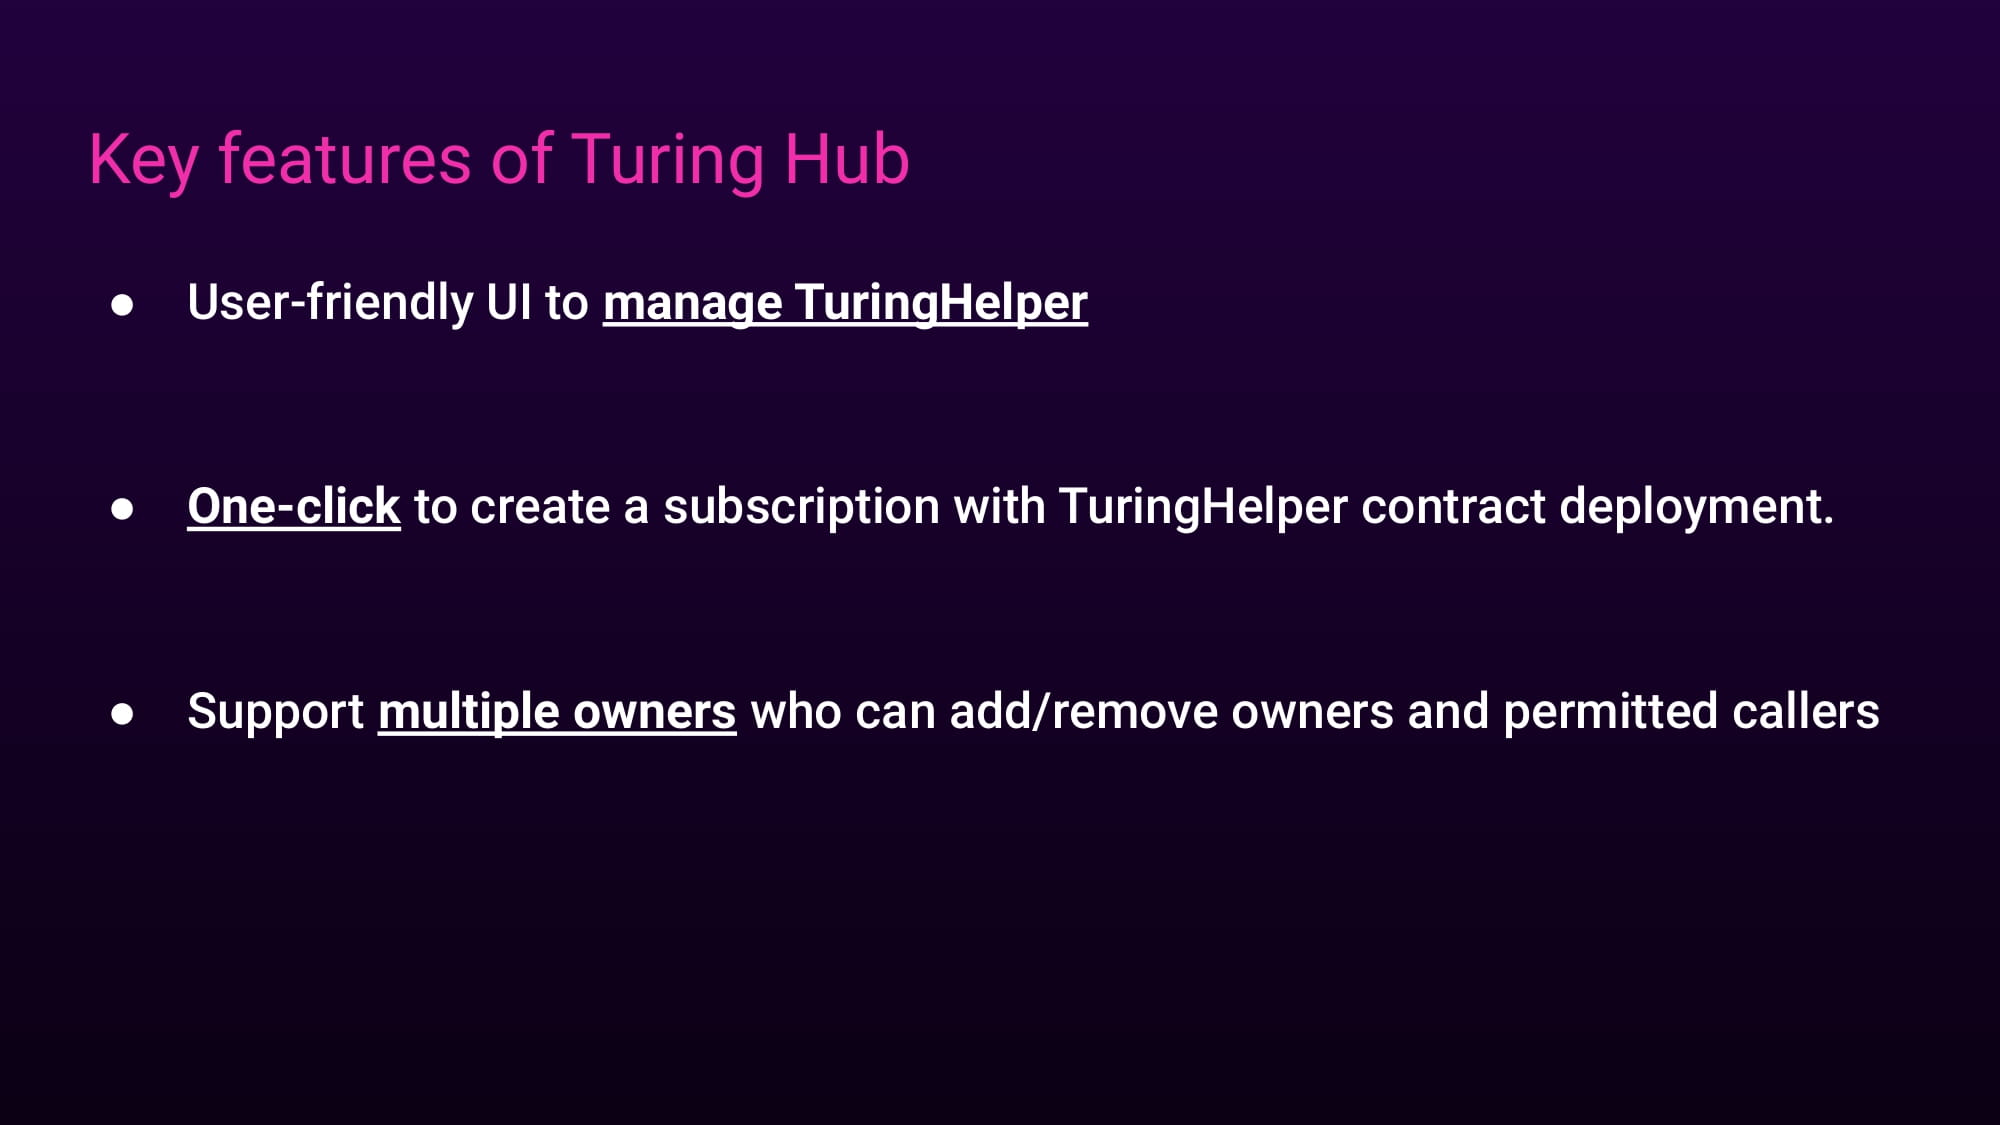 Key features of Turing Hub
● User-friendly UI to manage TuringHelper
● One-click to create a subscription with TuringHelper contract deployment.
● Support multiple owners who can add/remove owners and permitted callers